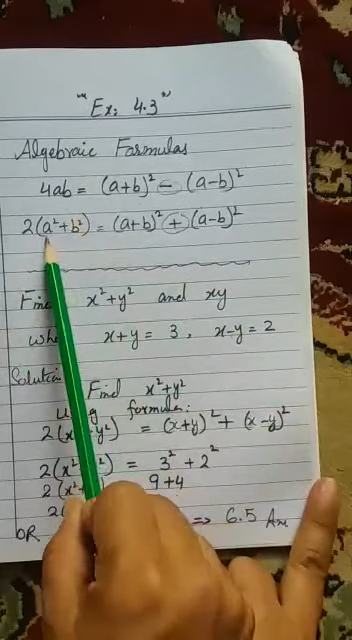 "Ex: 4.3"
Algebraic Formulas
4ab = (a+b)² - (a-b)²
2(a²+b²) = (a+b)² + (a-b)²
x²+y² and xy
x+y = 3, x-y = 2
Find x²+y²
using formula:
= (x+y)² + (x-y)²
= 3² + 2²
9+4
OR ⇒ 6.5 Ans